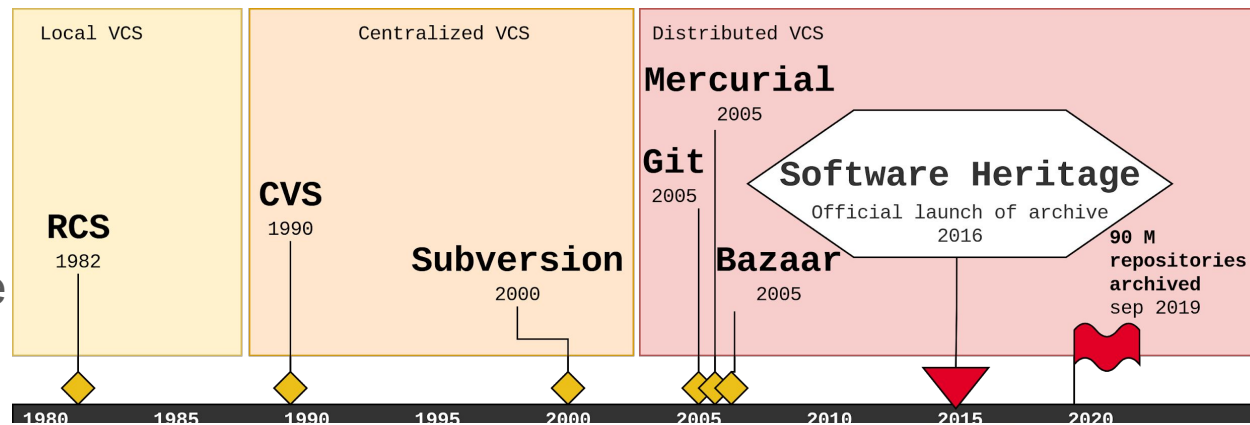 Local VCS
Centralized VCS
Distributed VCS
Mercurial
2005
Git
2005
Software Heritage
Official launch of archive
2016
CVS
1990
RCS
1982
Subversion
2000
Bazaar
2005
90 M
repositories
archived
sep 2019
e
1980 1985 1990 1995 2000 2005 2010 2015 2020